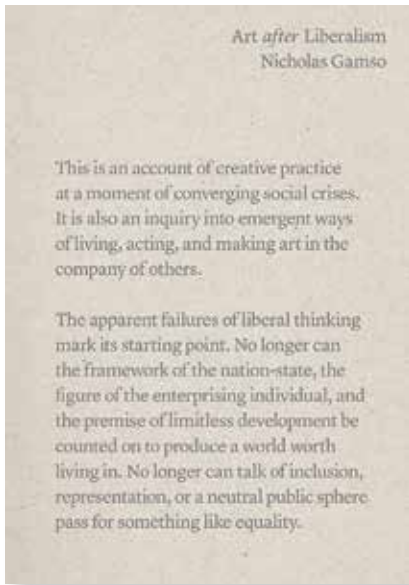 Art after Liberalism
Nicholas Gamso
This is an account of creative practice
at a moment of converging social crises.
It is also an inquiry into emergent ways
of living, acting, and making art in the
company of others.
The apparent failures of liberal thinking
mark its starting point. No longer can
the framework of the nation-state, the
figure of the enterprising individual, and
the premise of limitless development be
counted on to produce a world worth
living in. No longer can talk of inclusion,
representation, or a neutral public sphere
pass for something like equality.